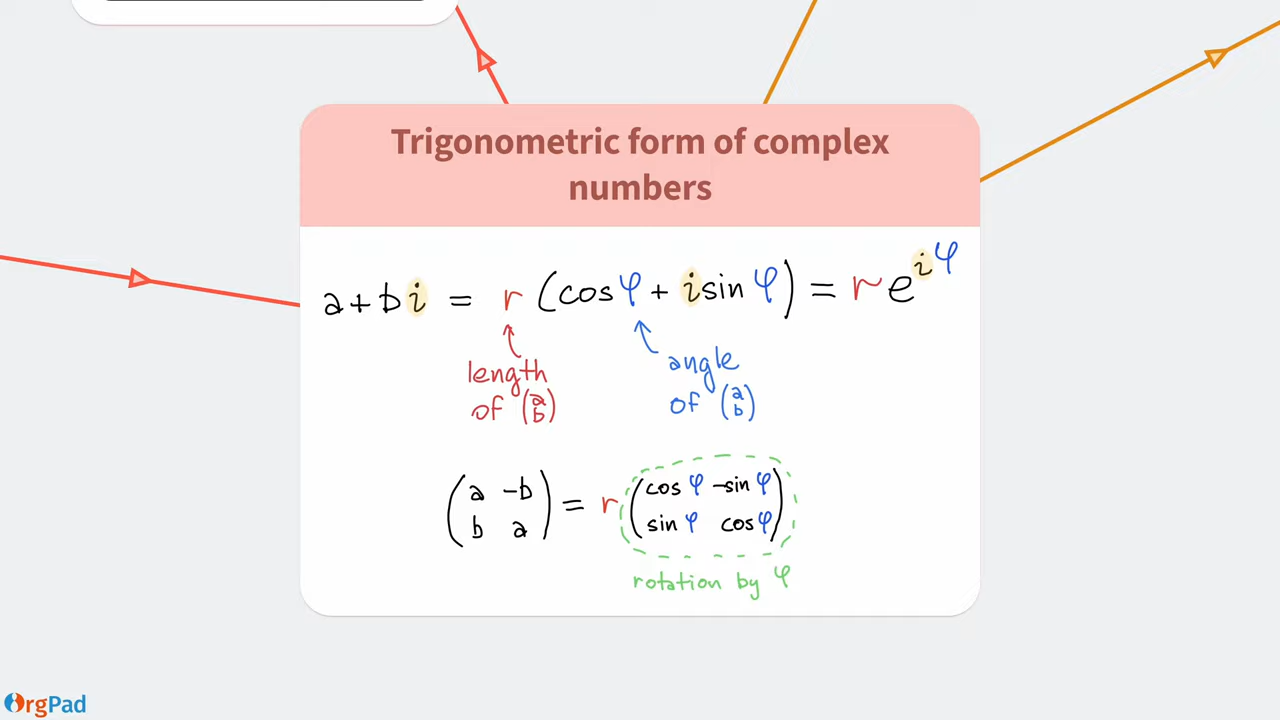 Trigonometric form of complex
numbers
a + b i = r (cos φ + i sin φ) = r e^{iφ}
length
of (a b)
angle
of (a b)
(a -b
b a) = r (cos φ -sin φ
sin φ cos φ)
rotation by φ
OrgPad